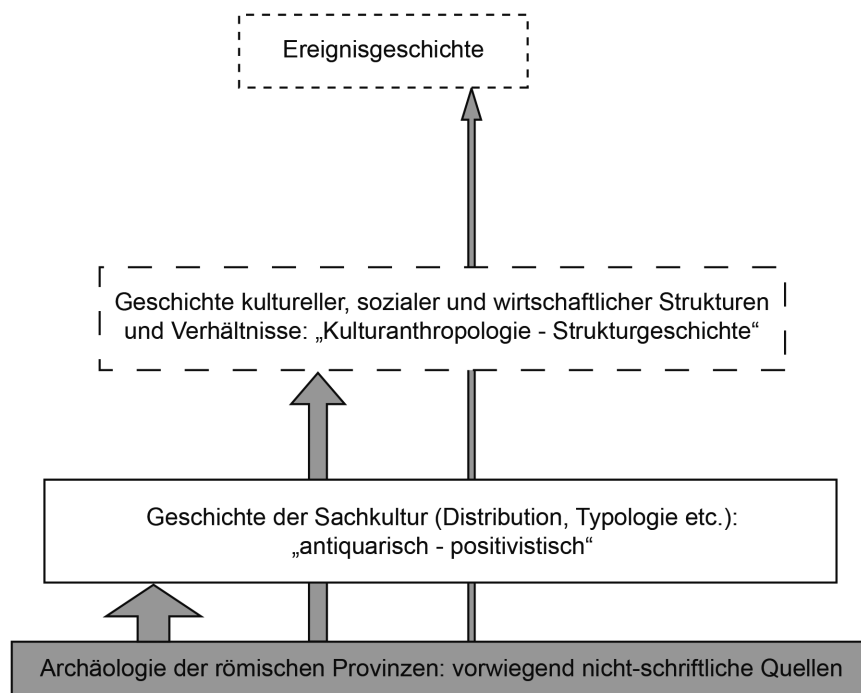 Ereignisgeschichte
Geschichte kultureller, sozialer und wirtschaftlicher Strukturen
und Verhältnisse: „Kulturanthropologie - Strukturgeschichte“
Geschichte der Sachkultur (Distribution, Typologie etc.):
„antiquarisch - positivistisch“
Archäologie der römischen Provinzen: vorwiegend nicht-schriftliche Quellen